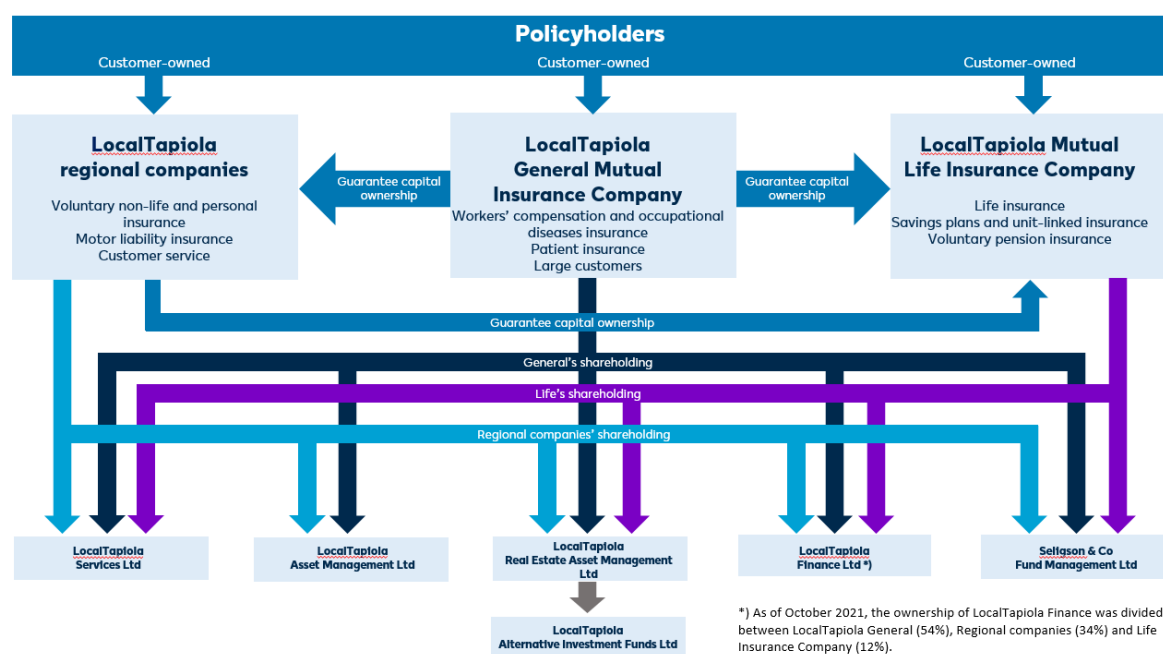 Policyholders
Customer-owned
Customer-owned
Customer-owned
LocalTapiola
regional companies
Voluntary non-life and personal
insurance
Motor liability insurance
Customer service
Guarantee capital
ownership
LocalTapiola
General Mutual
Insurance Company
Workers' compensation and occupational
diseases insurance
Patient insurance
Large customers
Guarantee capital
ownership
LocalTapiola Mutual
Life Insurance Company
Life insurance
Savings plans and unit-linked insurance
Voluntary pension insurance
Guarantee capital ownership
General's shareholding
Life's shareholding
Regional companies' shareholding
LocalTapiola
Services Ltd
LocalTapiola
Asset Management Ltd
LocalTapiola
Real Estate Asset Management
Ltd
LocalTapiola
Finance Ltd *)
Seligson & Co
Fund Management Ltd
LocalTapiola
Alternative Investment Funds Ltd
*) As of October 2021, the ownership of LocalTapiola Finance was divided
between LocalTapiola General (54%), Regional companies (34%) and Life
Insurance Company (12%).